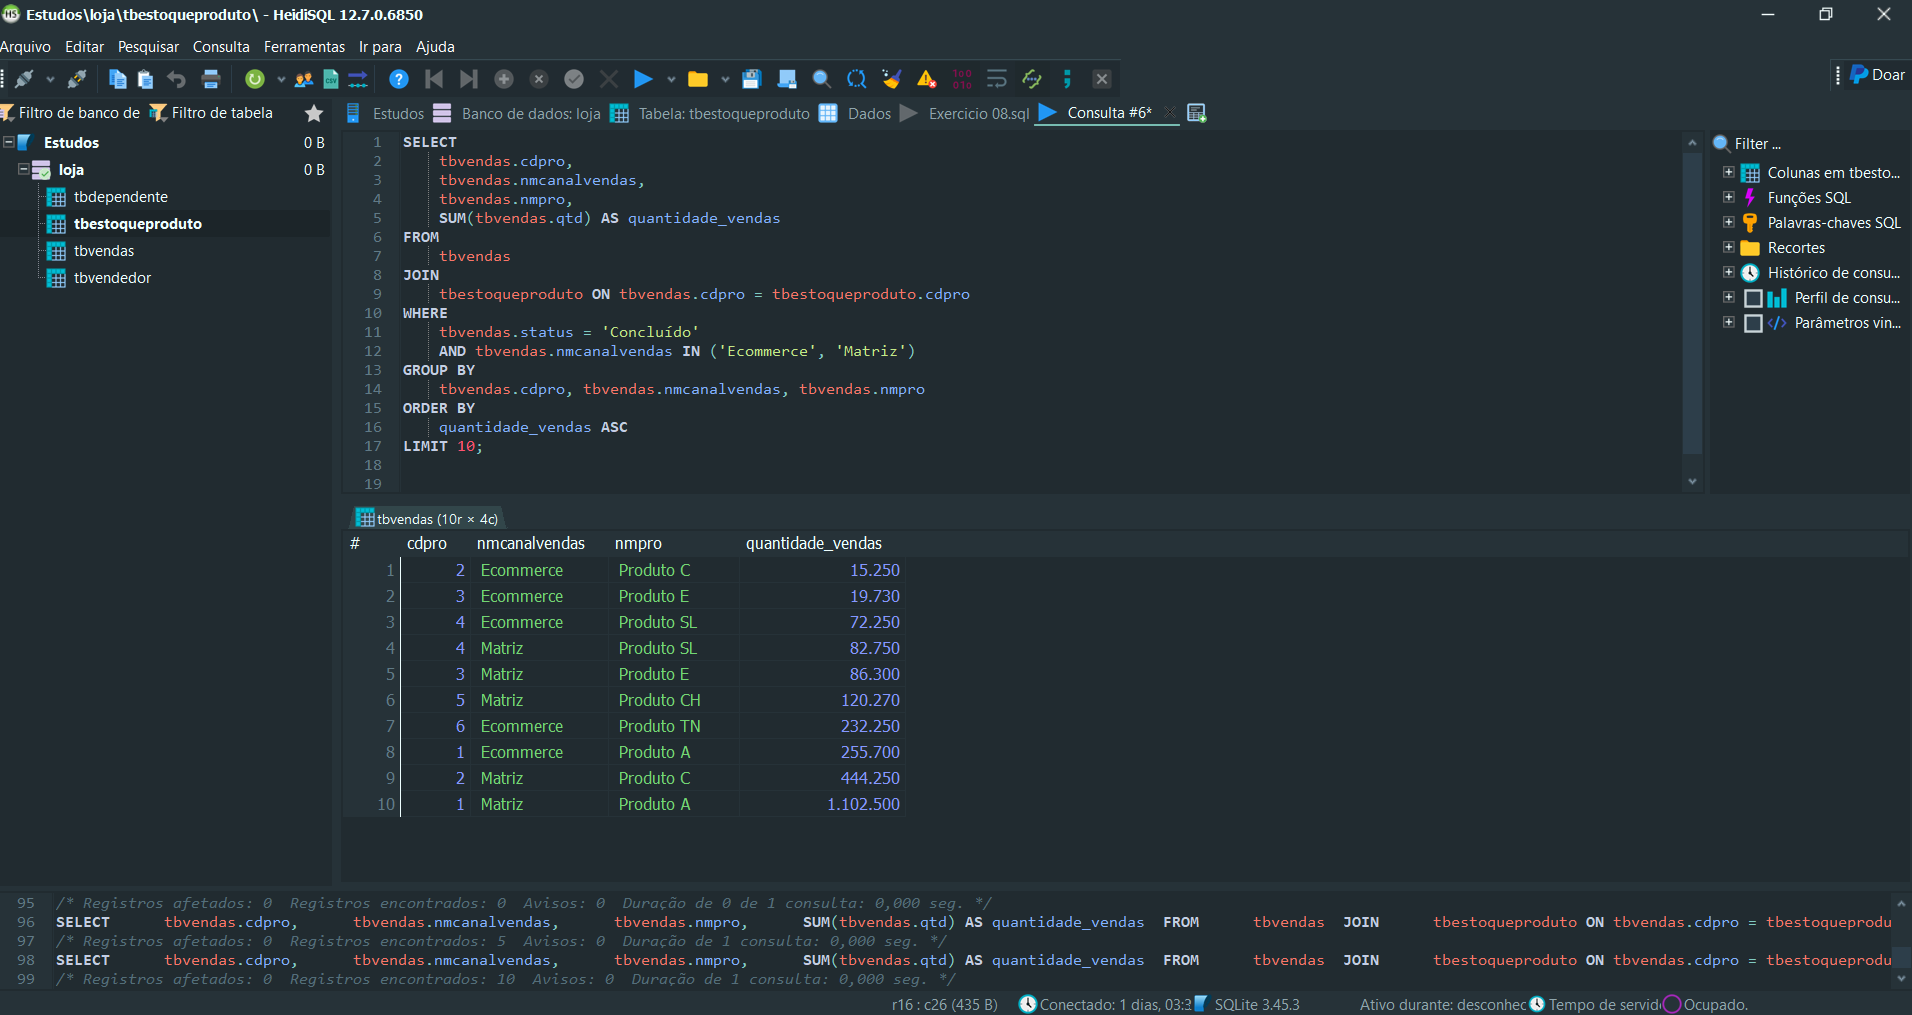 Estudos\loja\tbestoqueproduto\ - HeidiSQL 12.7.0.6850
Arquivo Editar Pesquisar Consulta Ferramentas Ir para Ajuda
Doar
Filtro de banco de Filtro de tabela
Estudos Banco de dados: loja Tabela: tbestoqueproduto Dados Exercicio 08.sql Consulta #6*
Estudos 0 B
loja 0 B
tbdependente
tbestoqueproduto
tbvendas
tbvendedor
1 SELECT
2 tbvendas.cdpro,
3 tbvendas.nmcanalvendas,
4 tbvendas.nmpro,
5 SUM(tbvendas.qtd) AS quantidade_vendas
6 FROM
7 tbvendas
8 JOIN
9 tbestoqueproduto ON tbvendas.cdpro = tbestoqueproduto.cdpro
10 WHERE
11 tbvendas.status = 'Concluído'
12 AND tbvendas.nmcanalvendas IN ('Ecommerce', 'Matriz')
13 GROUP BY
14 tbvendas.cdpro, tbvendas.nmcanalvendas, tbvendas.nmpro
15 ORDER BY
16 quantidade_vendas ASC
17 LIMIT 10;
18
19
Filter ...
Colunas em tbesto...
Funções SQL
Palavras-chaves SQL
Recortes
Histórico de consu...
Perfil de consu...
Parâmetros vin...
tbvendas (10r × 4c)
# cdpro nmcanalvendas nmpro quantidade_vendas
1 2 Ecommerce Produto C 15.250
2 3 Ecommerce Produto E 19.730
3 4 Ecommerce Produto SL 72.250
4 4 Matriz Produto SL 82.750
5 3 Matriz Produto E 86.300
6 5 Matriz Produto CH 120.270
7 6 Ecommerce Produto TN 232.250
8 1 Ecommerce Produto A 255.700
9 2 Matriz Produto C 444.250
10 1 Matriz Produto A 1.102.500
95 /* Registros afetados: 0 Registros encontrados: 0 Avisos: 0 Duração de 0 de 1 consulta: 0,000 seg. */
96 SELECT tbvendas.cdpro, tbvendas.nmcanalvendas, tbvendas.nmpro, SUM(tbvendas.qtd) AS quantidade_vendas FROM tbvendas JOIN tbestoqueproduto ON tbvendas.cdpro = tbestoqueprodu
97 /* Registros afetados: 0 Registros encontrados: 5 Avisos: 0 Duração de 1 consulta: 0,000 seg. */
98 SELECT tbvendas.cdpro, tbvendas.nmcanalvendas, tbvendas.nmpro, SUM(tbvendas.qtd) AS quantidade_vendas FROM tbvendas JOIN tbestoqueproduto ON tbvendas.cdpro = tbestoqueprodu
99 /* Registros afetados: 0 Registros encontrados: 10 Avisos: 0 Duração de 1 consulta: 0,000 seg. */
r16 : c26 (435 B) Conectado: 1 dias, 03:3 SQLite 3.45.3 Ativo durante: desconhec Tempo de servid Ocupado.